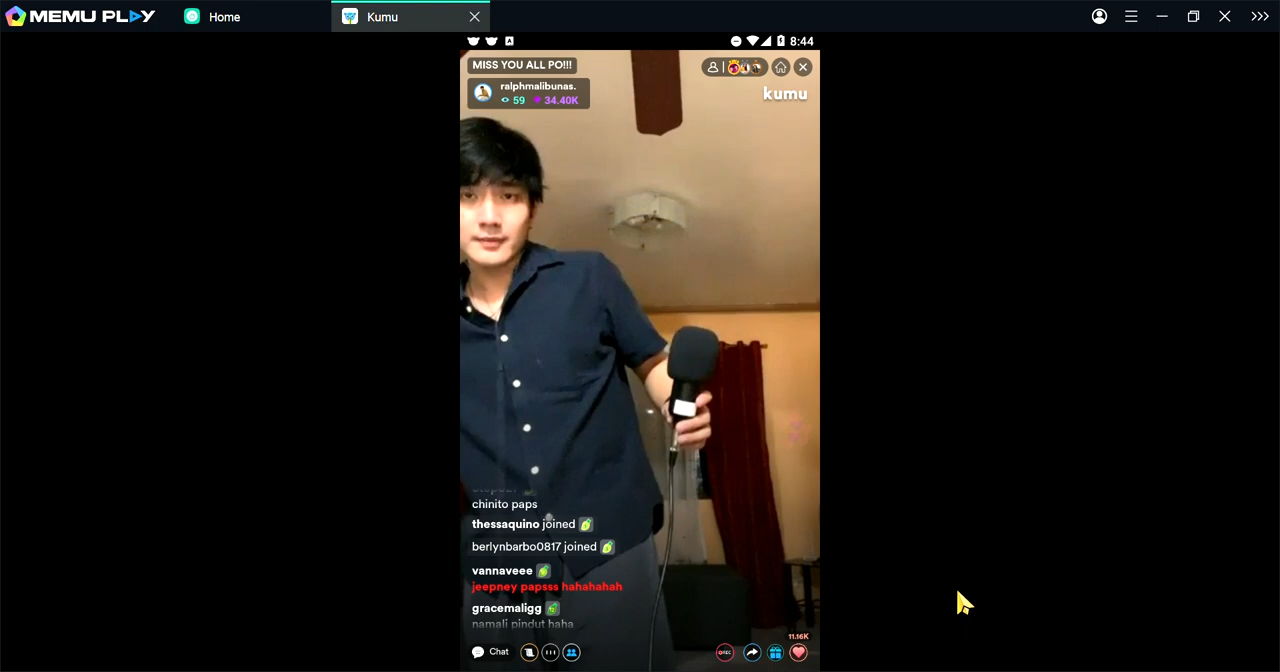 MEMU PLAY
Home
Kumu
8:44
MISS YOU ALL PO!!!
ralphmalibunas.
59 34.40K
kumu
chinito paps
thessaquino joined
berlynbarbo0817 joined
vannaveee
jeepney papsss hahahahah
gracemaligg
namali pindut haha
11.16K
Chat